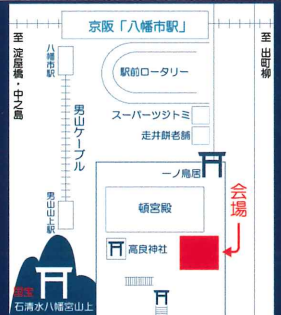 京阪「八幡市駅」
至 淀屋橋・中之島
至 出町柳
八幡市駅
駅前ロータリー
男山ケーブル
スーパーツジトミ
走井餅老舗
一ノ鳥居
会場
頓宮殿
男山山上駅
高良神社
国宝
石清水八幡宮山上